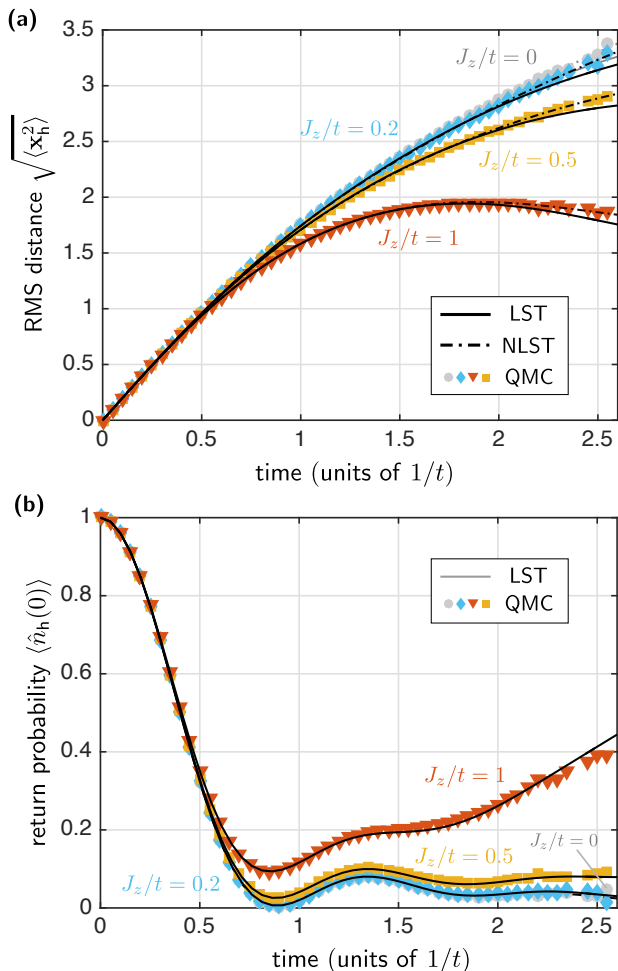 (a)
3.5
3
2.5
2
1.5
1
0.5
0
RMS distance √⟨x_h^2⟩
J_z/t = 0
J_z/t = 0.2
J_z/t = 0.5
J_z/t = 1
LST
NLST
QMC
0 0.5 1 1.5 2 2.5
time (units of 1/t)
(b)
1
0.8
0.6
0.4
0.2
0
return probability ⟨n̂_h(0)⟩
LST
QMC
J_z/t = 1
J_z/t = 0
J_z/t = 0.5
J_z/t = 0.2
0 0.5 1 1.5 2 2.5
time (units of 1/t)